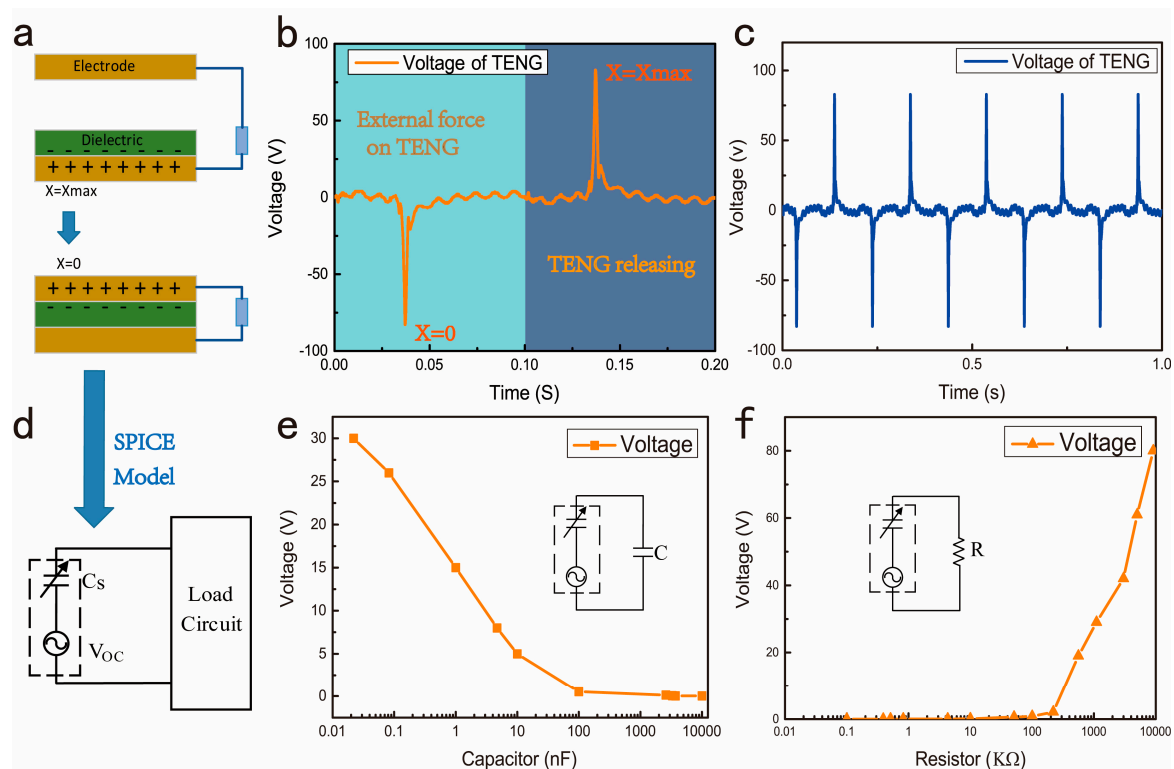 a
Electrode
Dielectric
- - - - - - - -
+ + + + + + + +
X=Xmax
X=0
+ + + + + + + +
- - - - - - - -
b
Voltage of TENG
X=Xmax
External force
on TENG
TENG releasing
X=0
100
50
0
-50
-100
Voltage (V)
0.00
0.05
0.10
0.15
0.20
Time (S)
c
Voltage of TENG
100
50
0
-50
-100
Voltage (v)
0.0
0.5
1.0
Time (s)
d
SPICE
Model
Cs
VOC
Load
Circuit
e
Voltage
C
30
25
20
15
10
5
0
Voltage (V)
0.1
1
10
100
1000
10000
Capacitor (nF)
f
Voltage
R
80
60
40
20
0
Voltage (V)
0.01
0.1
1
10
100
1000
10000
Resistor (KΩ)